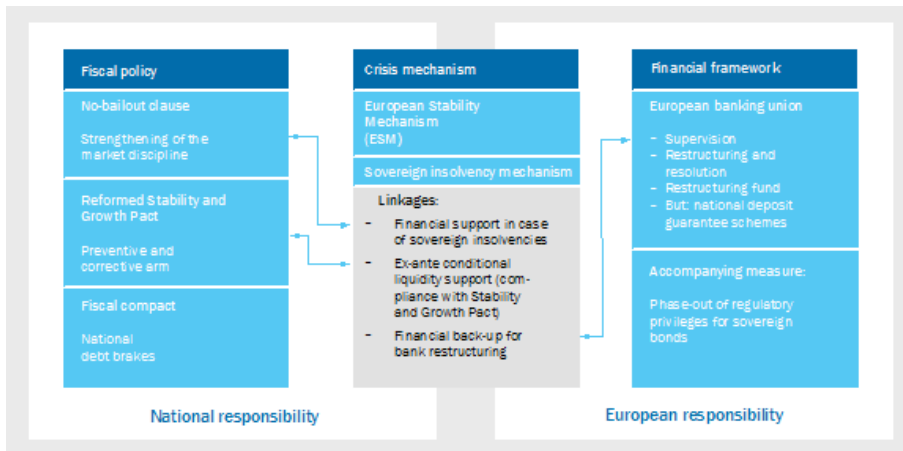 Fiscal policy
No-bailout clause
Strengthening of the
market discipline
Reformed Stability and
Growth Pact
Preventive and
corrective arm
Fiscal compact
National
debt brakes
Crisis mechanism
European Stability
Mechanism
(ESM)
Sovereign insolvency mechanism
Linkages:
– Financial support in case
of sovereign insolvencies
– Ex-ante conditional
liquidity support (com-
pliance with Stability
and Growth Pact)
– Financial back-up for
bank restructuring
Financial framework
European banking union
– Supervision
– Restructuring and
resolution
– Restructuring fund
– But: national deposit
guarantee schemes
Accompanying measure:
Phase-out of regulatory
privileges for sovereign
bonds
National responsibility
European responsibility